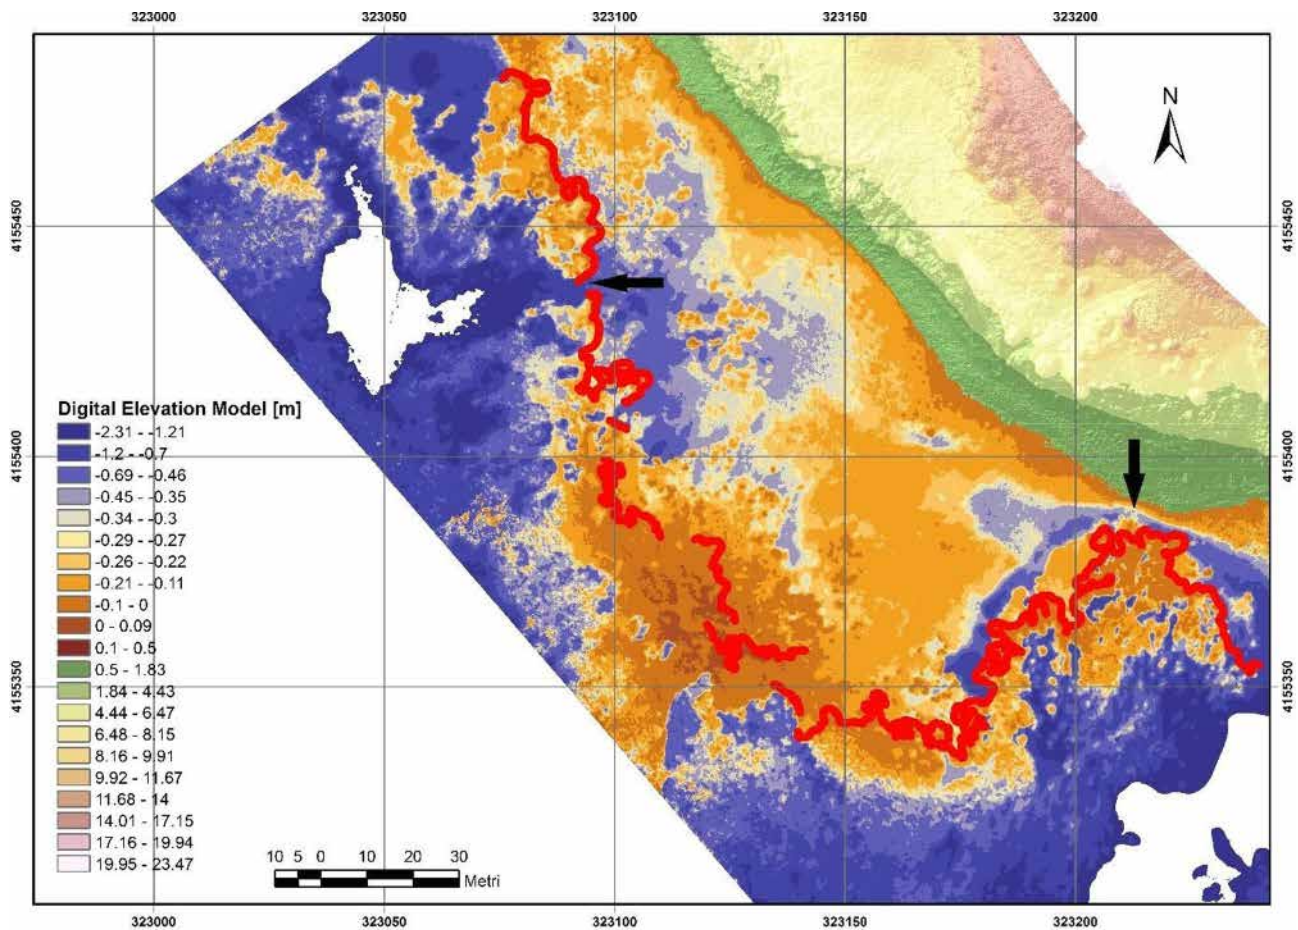 323000 323050 323100 323150 323200
N
4155450 4155450
4155400 4155400
4155350 4155350
Digital Elevation Model [m]
-2.31 - -1.21
-1.2 - -0.7
-0.69 - -0.46
-0.45 - -0.35
-0.34 - -0.3
-0.29 - -0.27
-0.26 - -0.22
-0.21 - -0.11
-0.1 - 0
0 - 0.09
0.1 - 0.5
0.5 - 1.83
1.84 - 4.43
4.44 - 6.47
6.48 - 8.15
8.16 - 9.91
9.92 - 11.67
11.68 - 14
14.01 - 17.15
17.16 - 19.94
19.95 - 23.47
10 5 0 10 20 30
Metri
323000 323050 323100 323150 323200